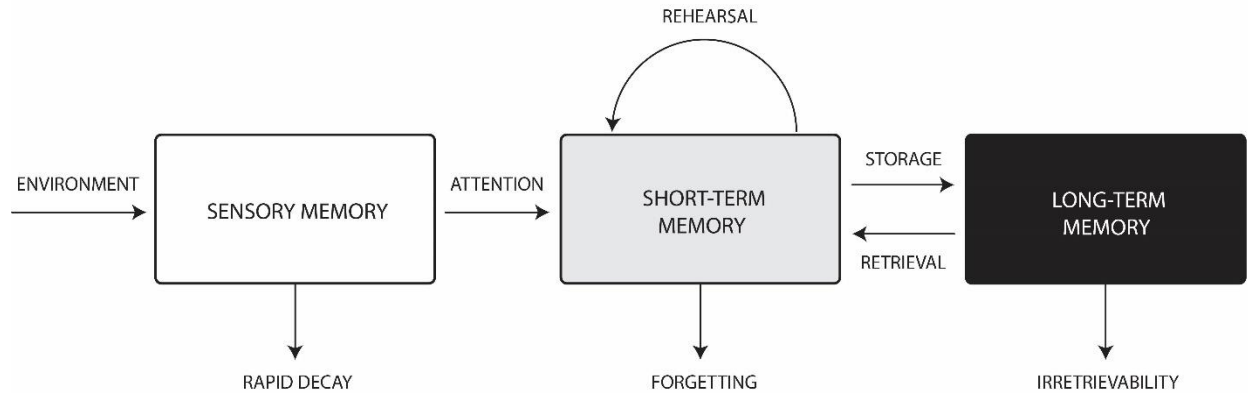 REHEARSAL
ENVIRONMENT
SENSORY MEMORY
ATTENTION
SHORT-TERM
MEMORY
STORAGE
RETRIEVAL
LONG-TERM
MEMORY
RAPID DECAY
FORGETTING
IRRETRIEVABILITY